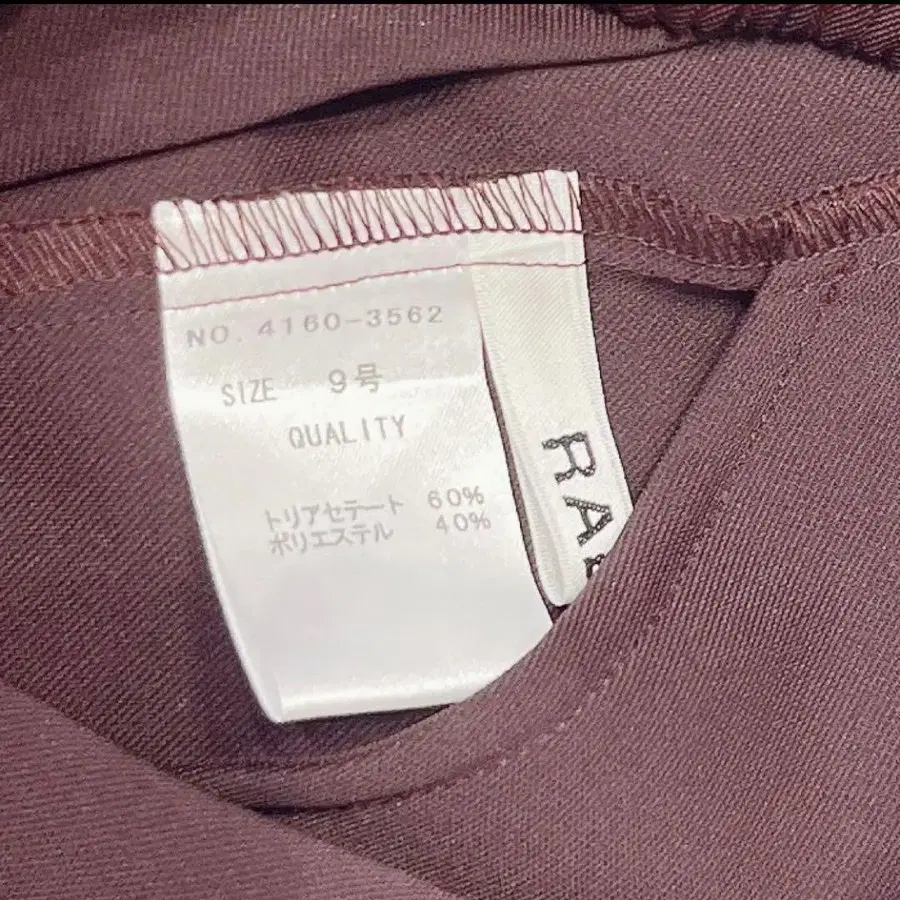 NO. 4160-3562
SIZE 9号
QUALITY
トリアセテート 60%
ポリエステル 40%